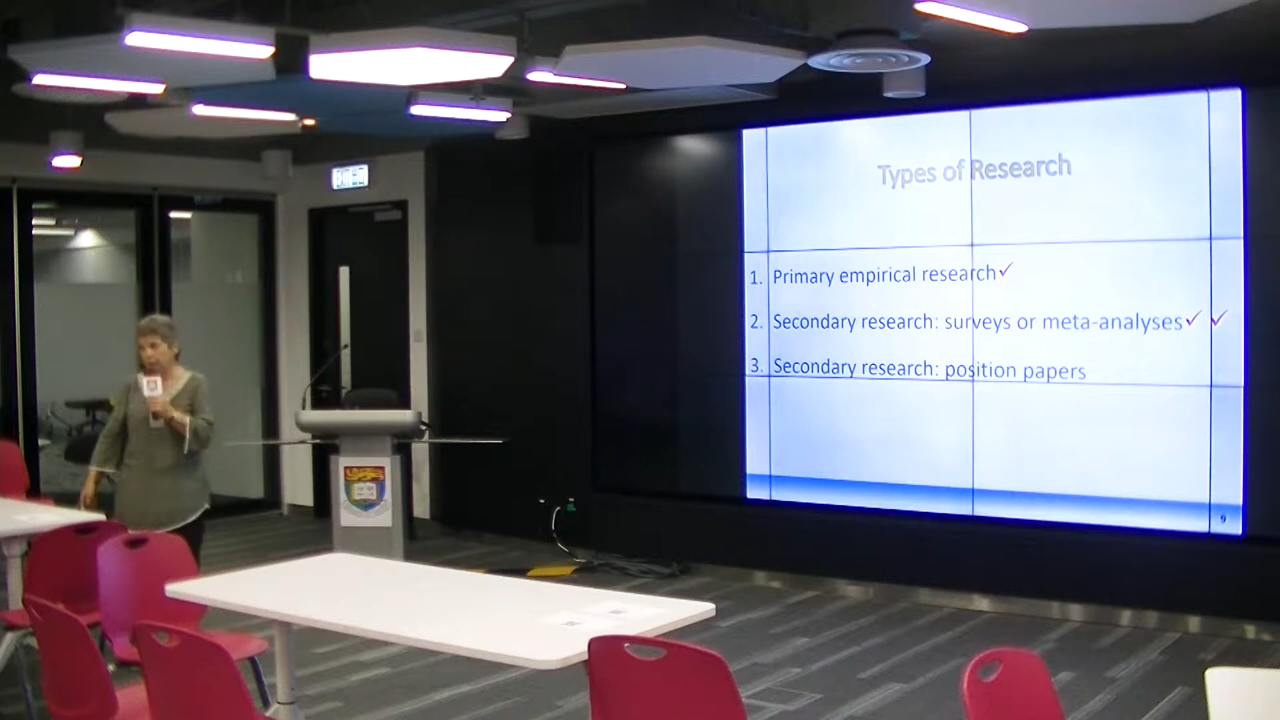 EXIT
Types of Research
1. Primary empirical research✓
2. Secondary research: surveys or meta-analyses✓ ✓
3. Secondary research: position papers
9